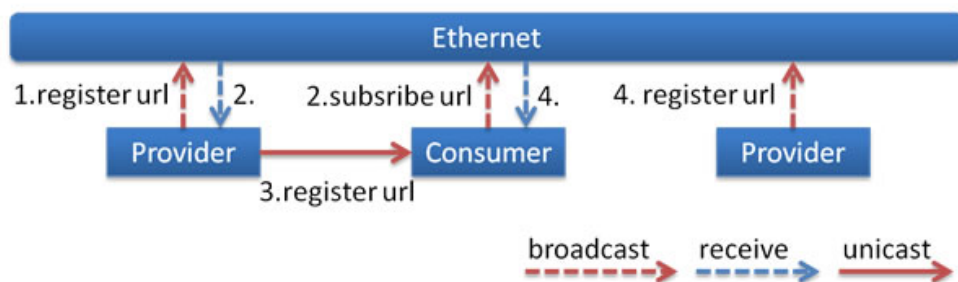 Ethernet
1.register url
2.
2.subsribe url
4.
4. register url
Provider
Consumer
Provider
3.register url
broadcast
receive
unicast